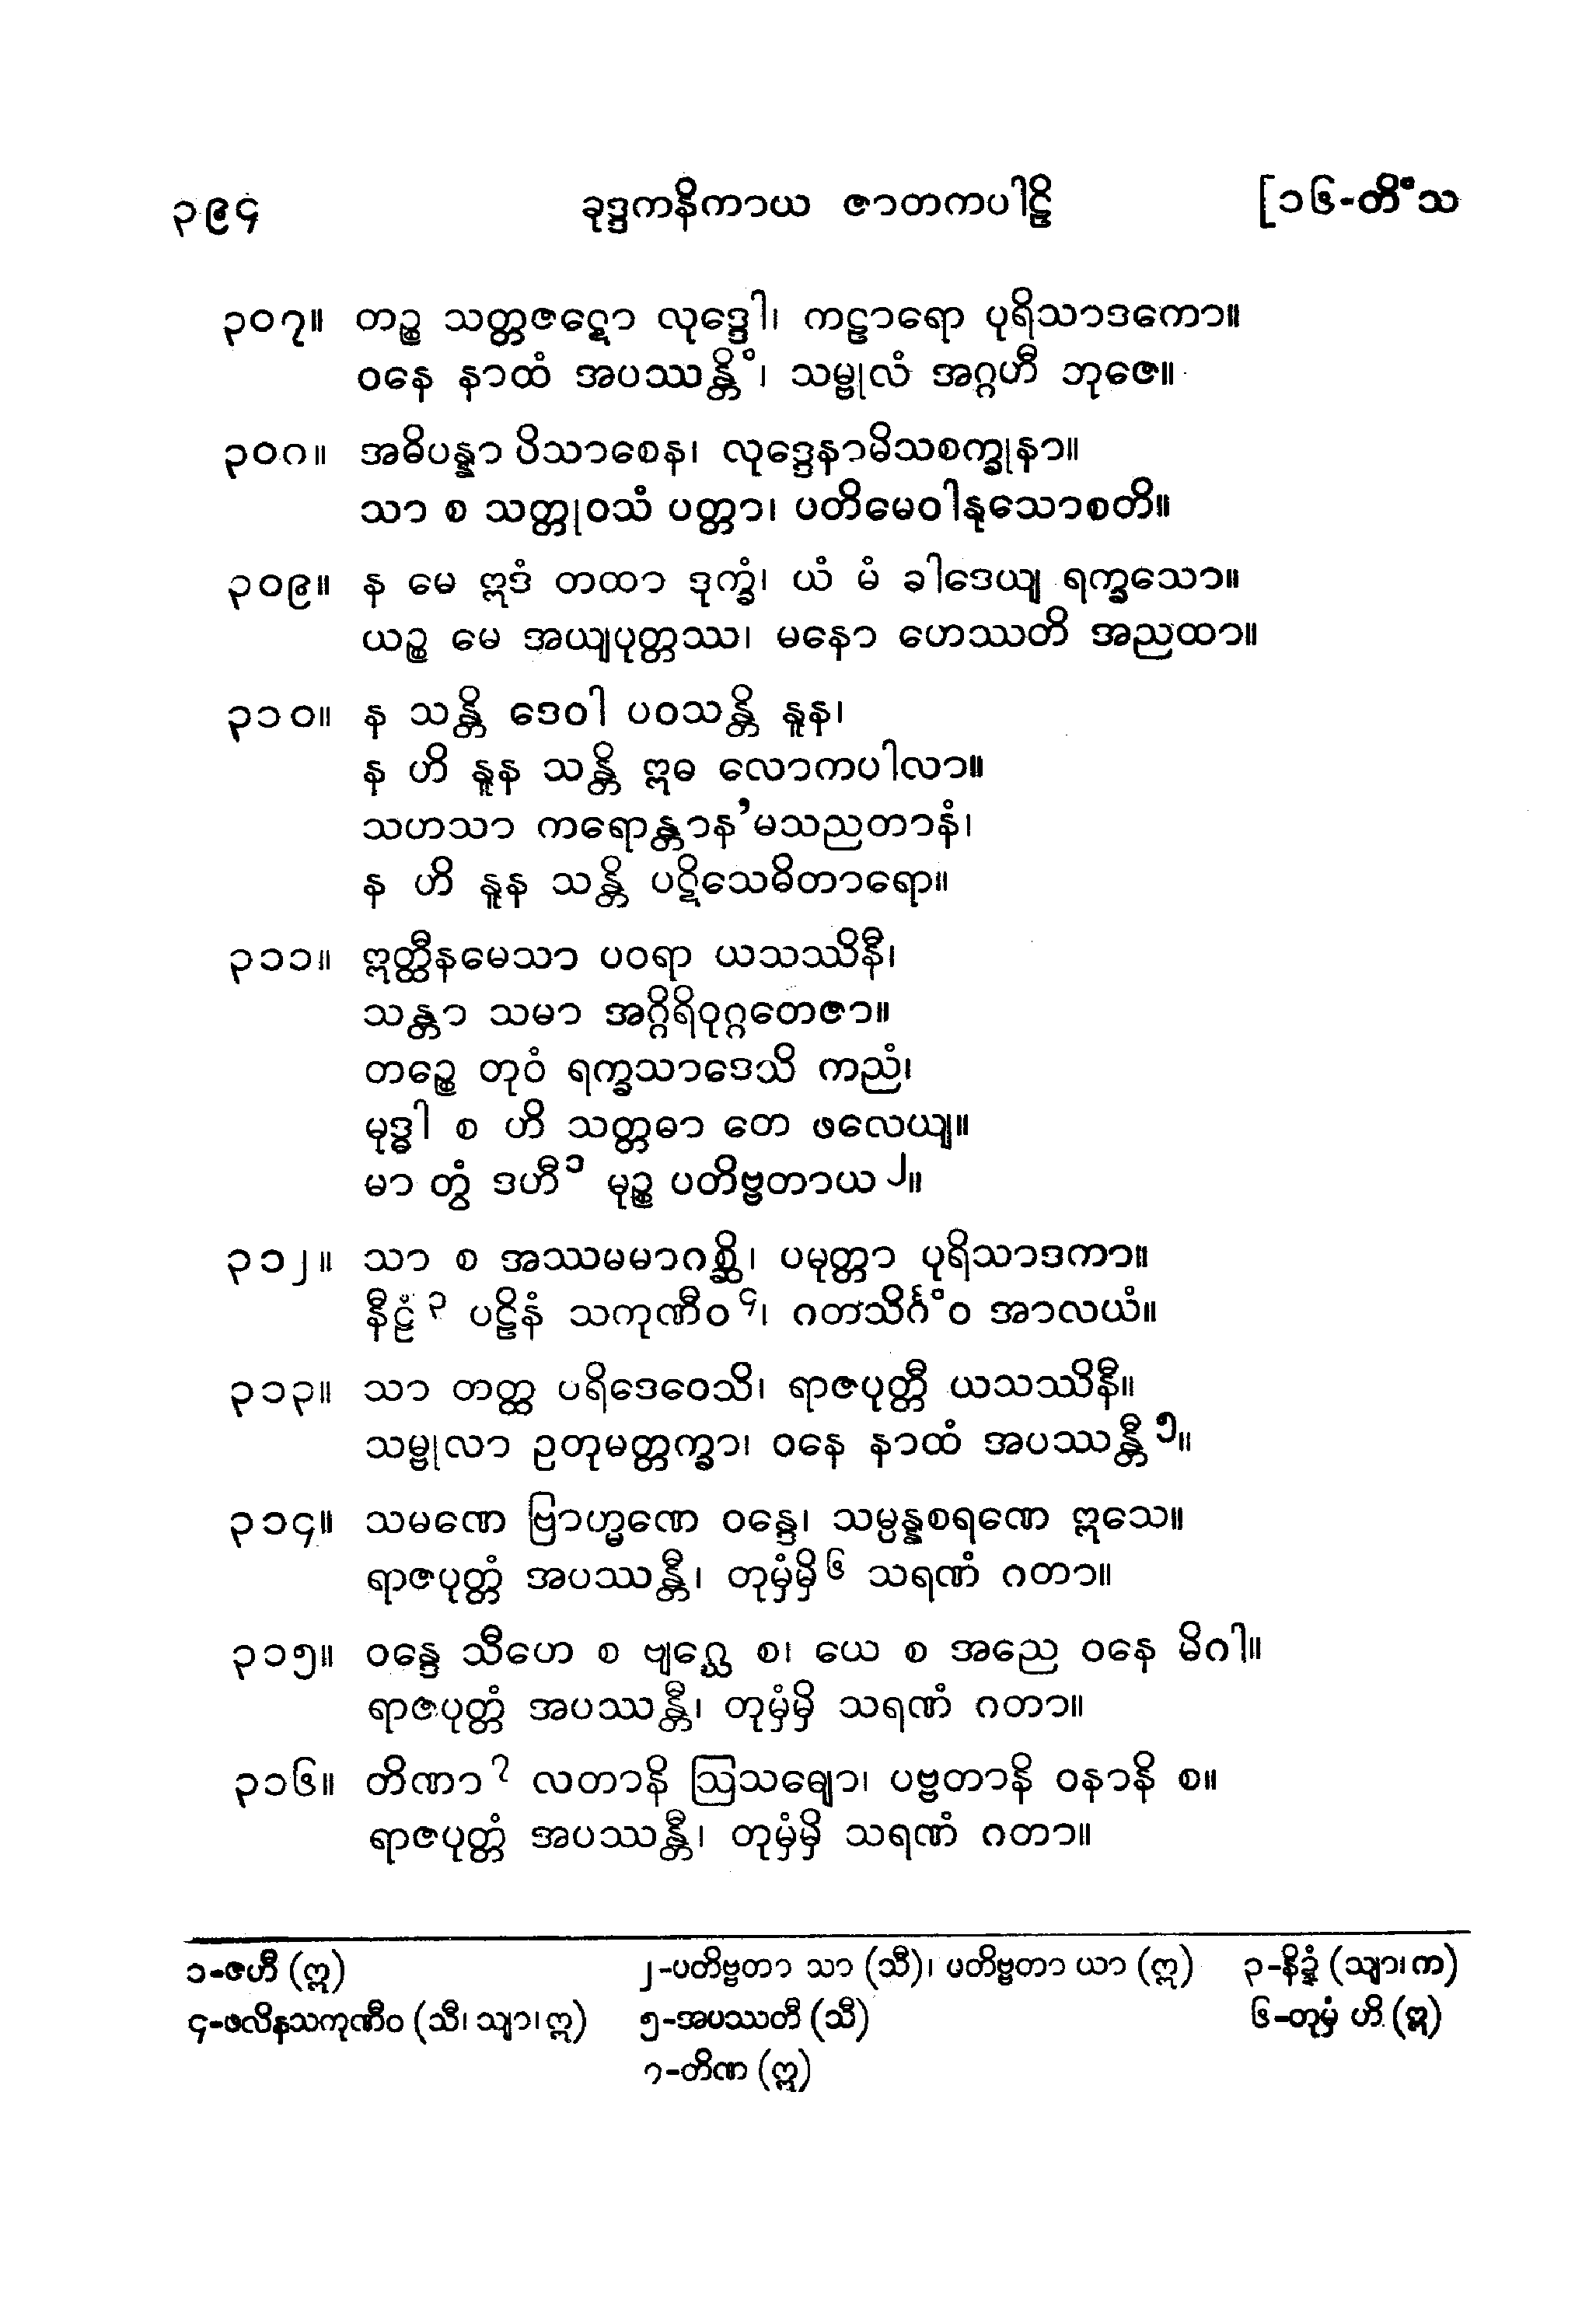 ၃၉၄ ခုဒ္ဒကနိကာယ ဇာတကပါဠိ [၁၆-တိံသ
၃၀၇။ တဉ္စ သတ္တဇဋော လုဒ္ဒေါ၊ ကဠာရော ပုရိသာဒကော။
ဝနေ နာထံ အပဿန္တိံ၊ သမ္ဗုလံ အဂ္ဂဟီ ဘုဇေ။
၃၀၈။ အဓိပန္နာ ပိသာစေန၊ လုဒ္ဒေနာမိသစက္ခုနာ။
သာ စ သတ္တုဝသံ ပတ္တာ၊ ပတိမေဝါနုသောစတိ။
၃၀၉။ န မေ ဣဒံ တထာ ဒုက္ခံ၊ ယံ မံ ခါဒေယျ ရက္ခသော။
ယဉ္စ မေ အယျပုတ္တဿ၊ မနော ဟေဿတိ အညထာ။
၃၁၀။ န သန္တိ ဒေဝါ ပဝသန္တိ နူန၊
န ဟိ နူန သန္တိ ဣဓ လောကပါလာ။
သဟသာ ကရောန္တာန’မသညတာနံ၊
န ဟိ နူန သန္တိ ပဋိသေဓိတာရော။
၃၁၁။ ဣတ္ထီနမေသာ ပဝရာ ယသဿိနီ၊
သန္တာ သမာ အဂ္ဂိရိဝုဂ္ဂတေဇာ။
တဉ္စေ တုဝံ ရက္ခသာဒေသိ ကညံ၊
မုဒ္ဓါ စ ဟိ သတ္တဓာ တေ ဖလေယျ။
မာ တွံ ဒဟီ ၁ မုဉ္စ ပတိဗ္ဗတာယ ၂။
၃၁၂။ သာ စ အဿမမာဂစ္ဆိ၊ ပမုတ္တာ ပုရိသာဒကာ။
နီဠံ ၃ ပဠိနံ သကုဏီဝ ၄၊ ဂတသိင်္ဂံဝ အာလယံ။
၃၁၃။ သာ တတ္ထ ပရိဒေဝေသိ၊ ရာဇပုတ္တီ ယသဿိနီ။
သမ္ဗုလာ ဥတုမတ္တက္ခာ၊ ဝနေ နာထံ အပဿန္တီ ၅။
၃၁၄။ သမဏေ ဗြာဟ္မဏေ ဝန္ဒေ၊ သမ္ပန္နစရဏေ ဣသေ။
ရာဇပုတ္တံ အပဿန္တီ၊ တုမှံမှိ ၆ သရဏံ ဂတာ။
၃၁၅။ ဝန္ဒေ သီဟေ စ ဗျဂ္ဃေ စ၊ ယေ စ အညေ ဝနေ မိဂါ။
ရာဇပုတ္တံ အပဿန္တီ၊ တုမှံမှိ သရဏံ ဂတာ။
၃၁၆။ တိဏာ ၇ လတာနိ ဩသဓျော၊ ပဗ္ဗတာနိ ဝနာနိ စ။
ရာဇပုတ္တံ အပဿန္တီ၊ တုမှံမှိ သရဏံ ဂတာ။
၁-ဇဟီ (ဣ) ၂-ပတိဗ္ဗတာ သာ (သီ)၊ မတိဗ္ဗတာ ယာ (ဣ) ၃-နိဍ္ဍံ (သျာ၊ က)
၄-ဖလိနသကုဏီဝ (သီ၊ သျာ၊ ဣ) ၅-အပဿတီ (သီ) ၆-တုမှံ ဟိ (ဣ)
၇-တိဏ (ဣ)